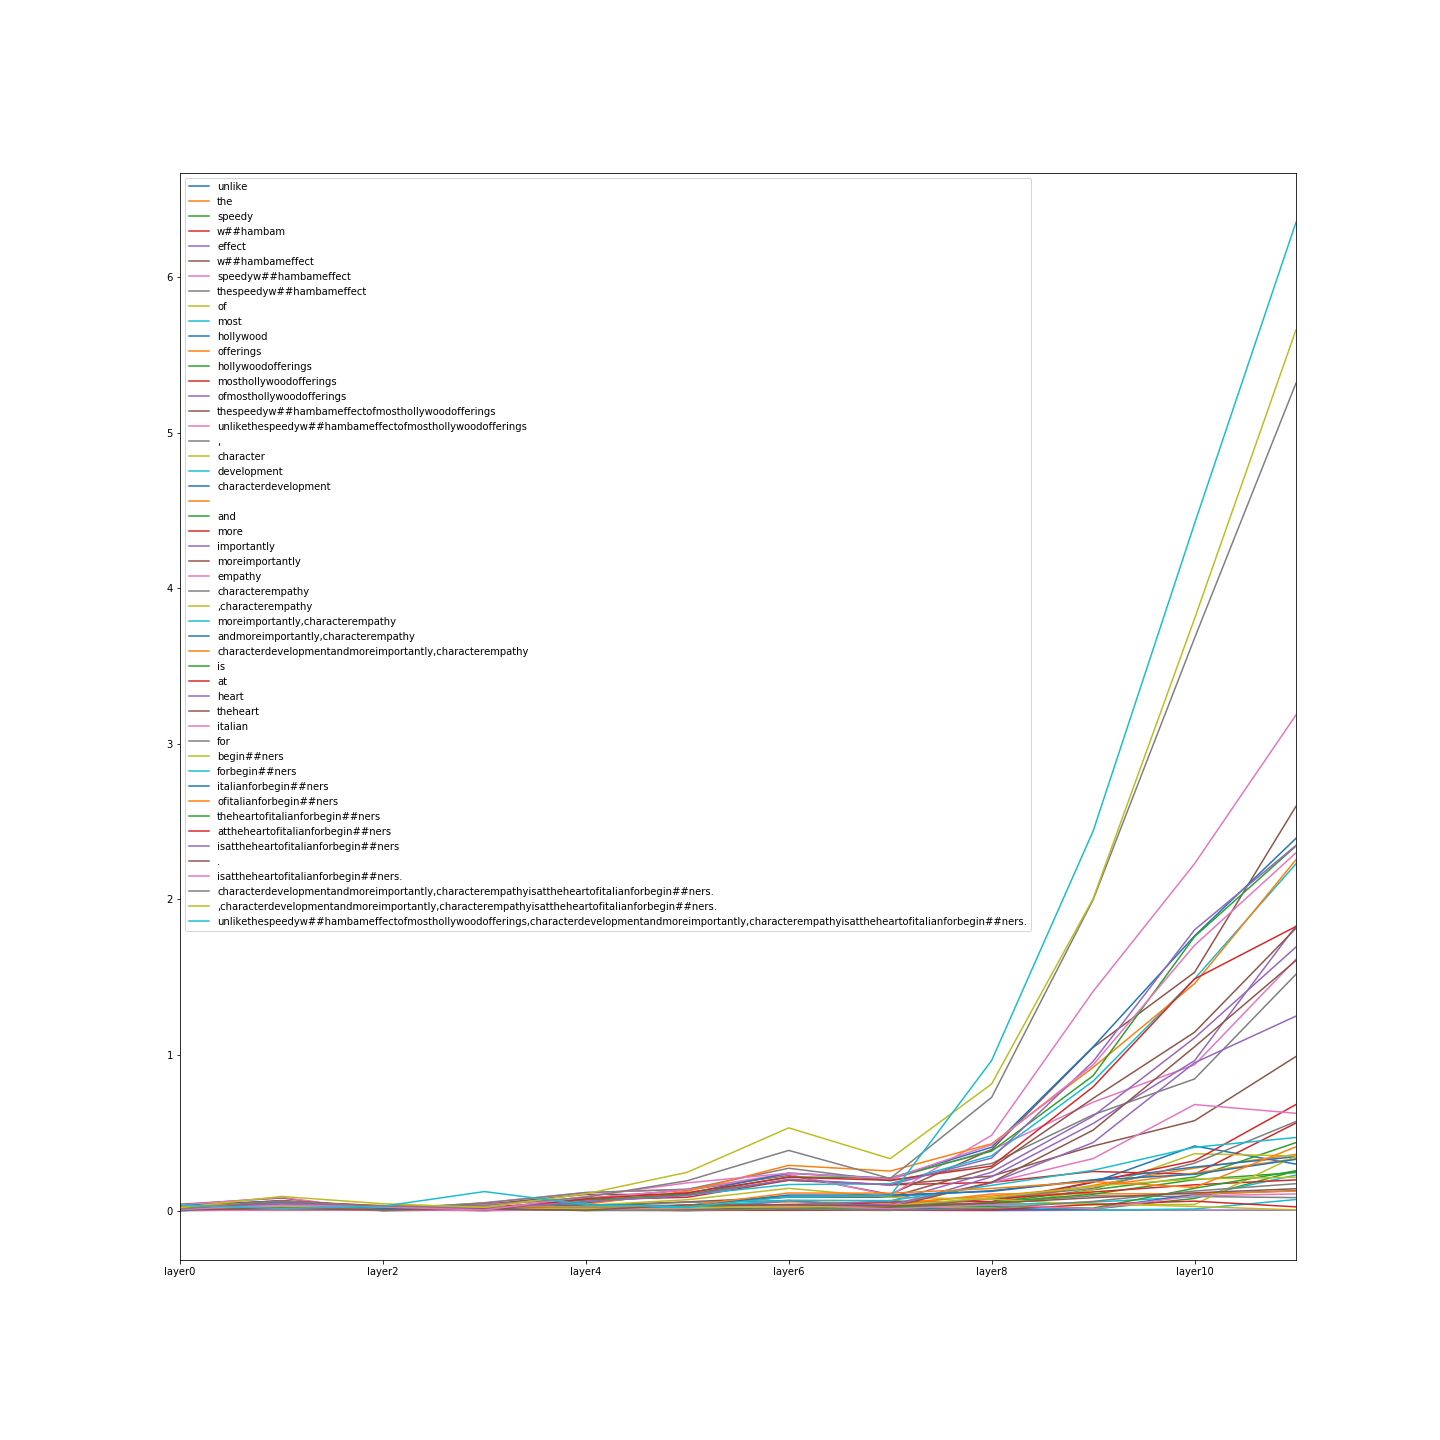 unlike
the
speedy
w##hambam
effect
w##hambameffect
speedyw##hambameffect
thespeedyw##hambameffect
of
most
hollywood
offerings
hollywoodofferings
mosthollywoodofferings
ofmosthollywoodofferings
thespeedyw##hambameffectofmosthollywoodofferings
unlikethespeedyw##hambameffectofmosthollywoodofferings
,
character
development
characterdevelopment
and
more
importantly
moreimportantly
empathy
characterempathy
,characterempathy
moreimportantly,characterempathy
andmoreimportantly,characterempathy
characterdevelopmentandmoreimportantly,characterempathy
is
at
heart
theheart
italian
for
begin##ners
forbegin##ners
italianforbegin##ners
ofitalianforbegin##ners
theheartofitalianforbegin##ners
attheheartofitalianforbegin##ners
isattheheartofitalianforbegin##ners
.
isattheheartofitalianforbegin##ners.
characterdevelopmentandmoreimportantly,characterempathyisattheheartofitalianforbegin##ners.
,characterdevelopmentandmoreimportantly,characterempathyisattheheartofitalianforbegin##ners.
unlikethespeedyw##hambameffectofmosthollywoodofferings,characterdevelopmentandmoreimportantly,characterempathyisattheheartofitalianforbegin##ners.
6
5
4
3
2
1
0
layer0 layer2 layer4 layer6 layer8 layer10